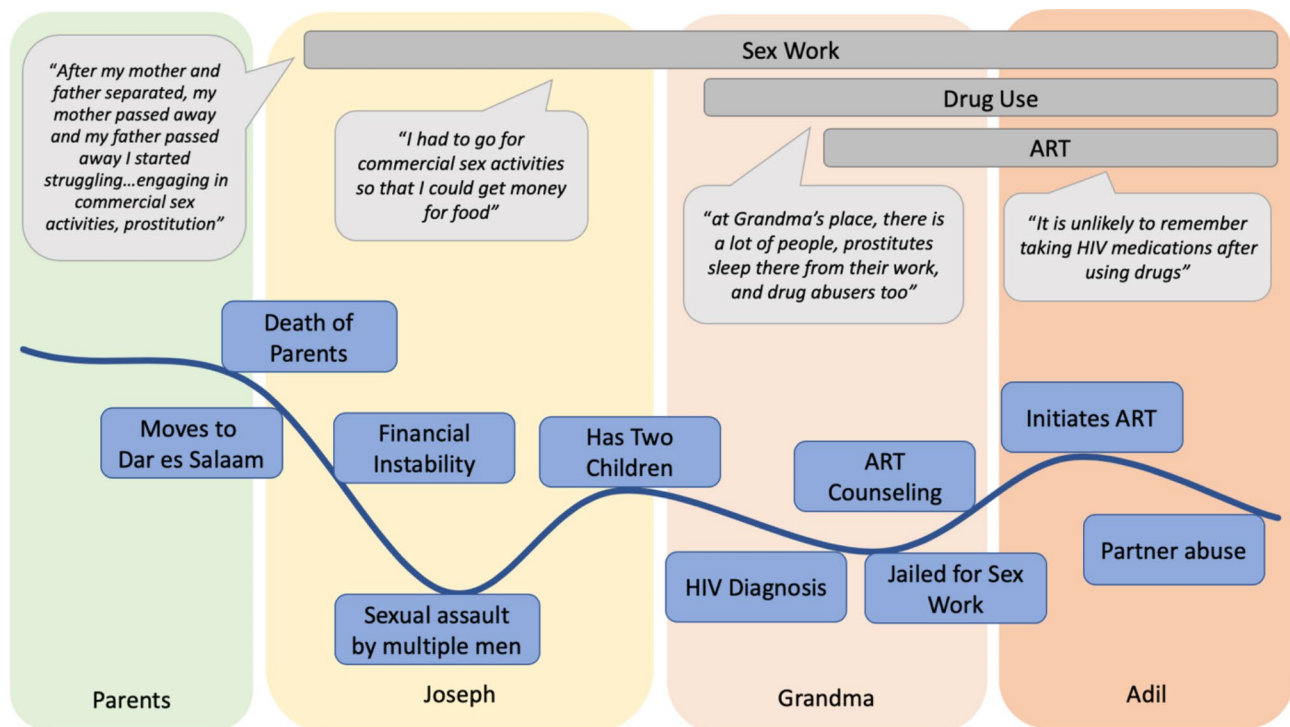 Sex Work
Drug Use
ART
“After my mother and
father separated, my
mother passed away
and my father passed
away I started
struggling…engaging in
commercial sex
activities, prostitution”
“I had to go for
commercial sex activities
so that I could get money
for food”
“at Grandma’s place, there is
a lot of people, prostitutes
sleep there from their work,
and drug abusers too”
“It is unlikely to remember
taking HIV medications after
using drugs”
Death of
Parents
Moves to
Dar es Salaam
Financial
Instability
Sexual assault
by multiple men
Has Two
Children
HIV Diagnosis
ART
Counseling
Jailed for Sex
Work
Initiates ART
Partner abuse
Parents
Joseph
Grandma
Adil